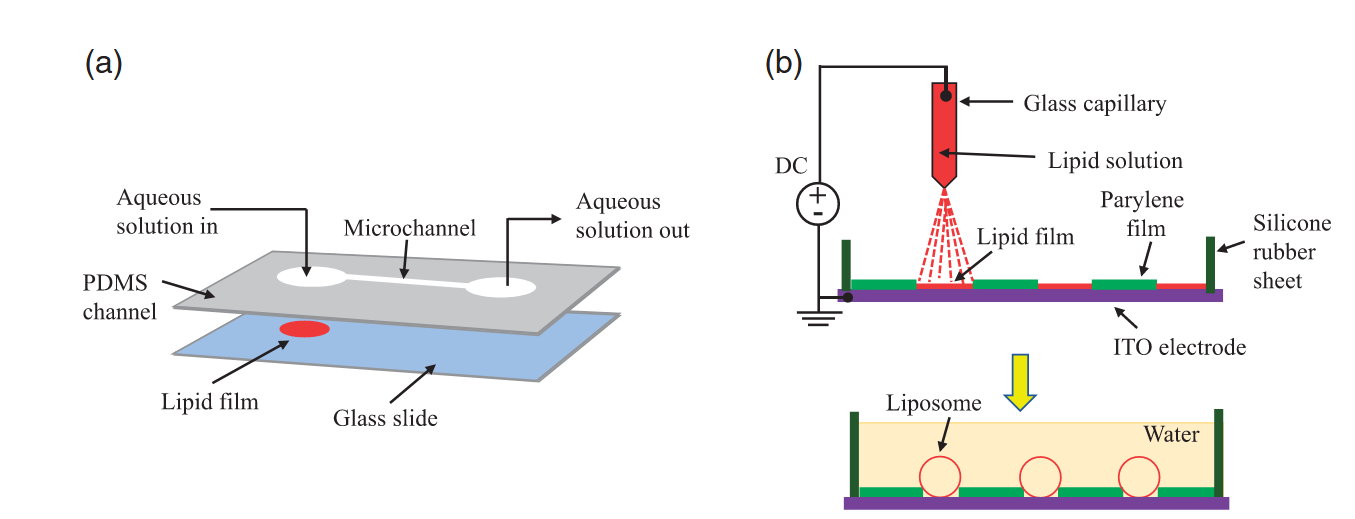 (a)
Aqueous
solution in
Microchannel
Aqueous
solution out
PDMS
channel
Lipid film
Glass slide
(b)
Glass capillary
Lipid solution
DC
+
-
Parylene
film
Lipid film
Silicone
rubber
sheet
ITO electrode
Liposome
Water